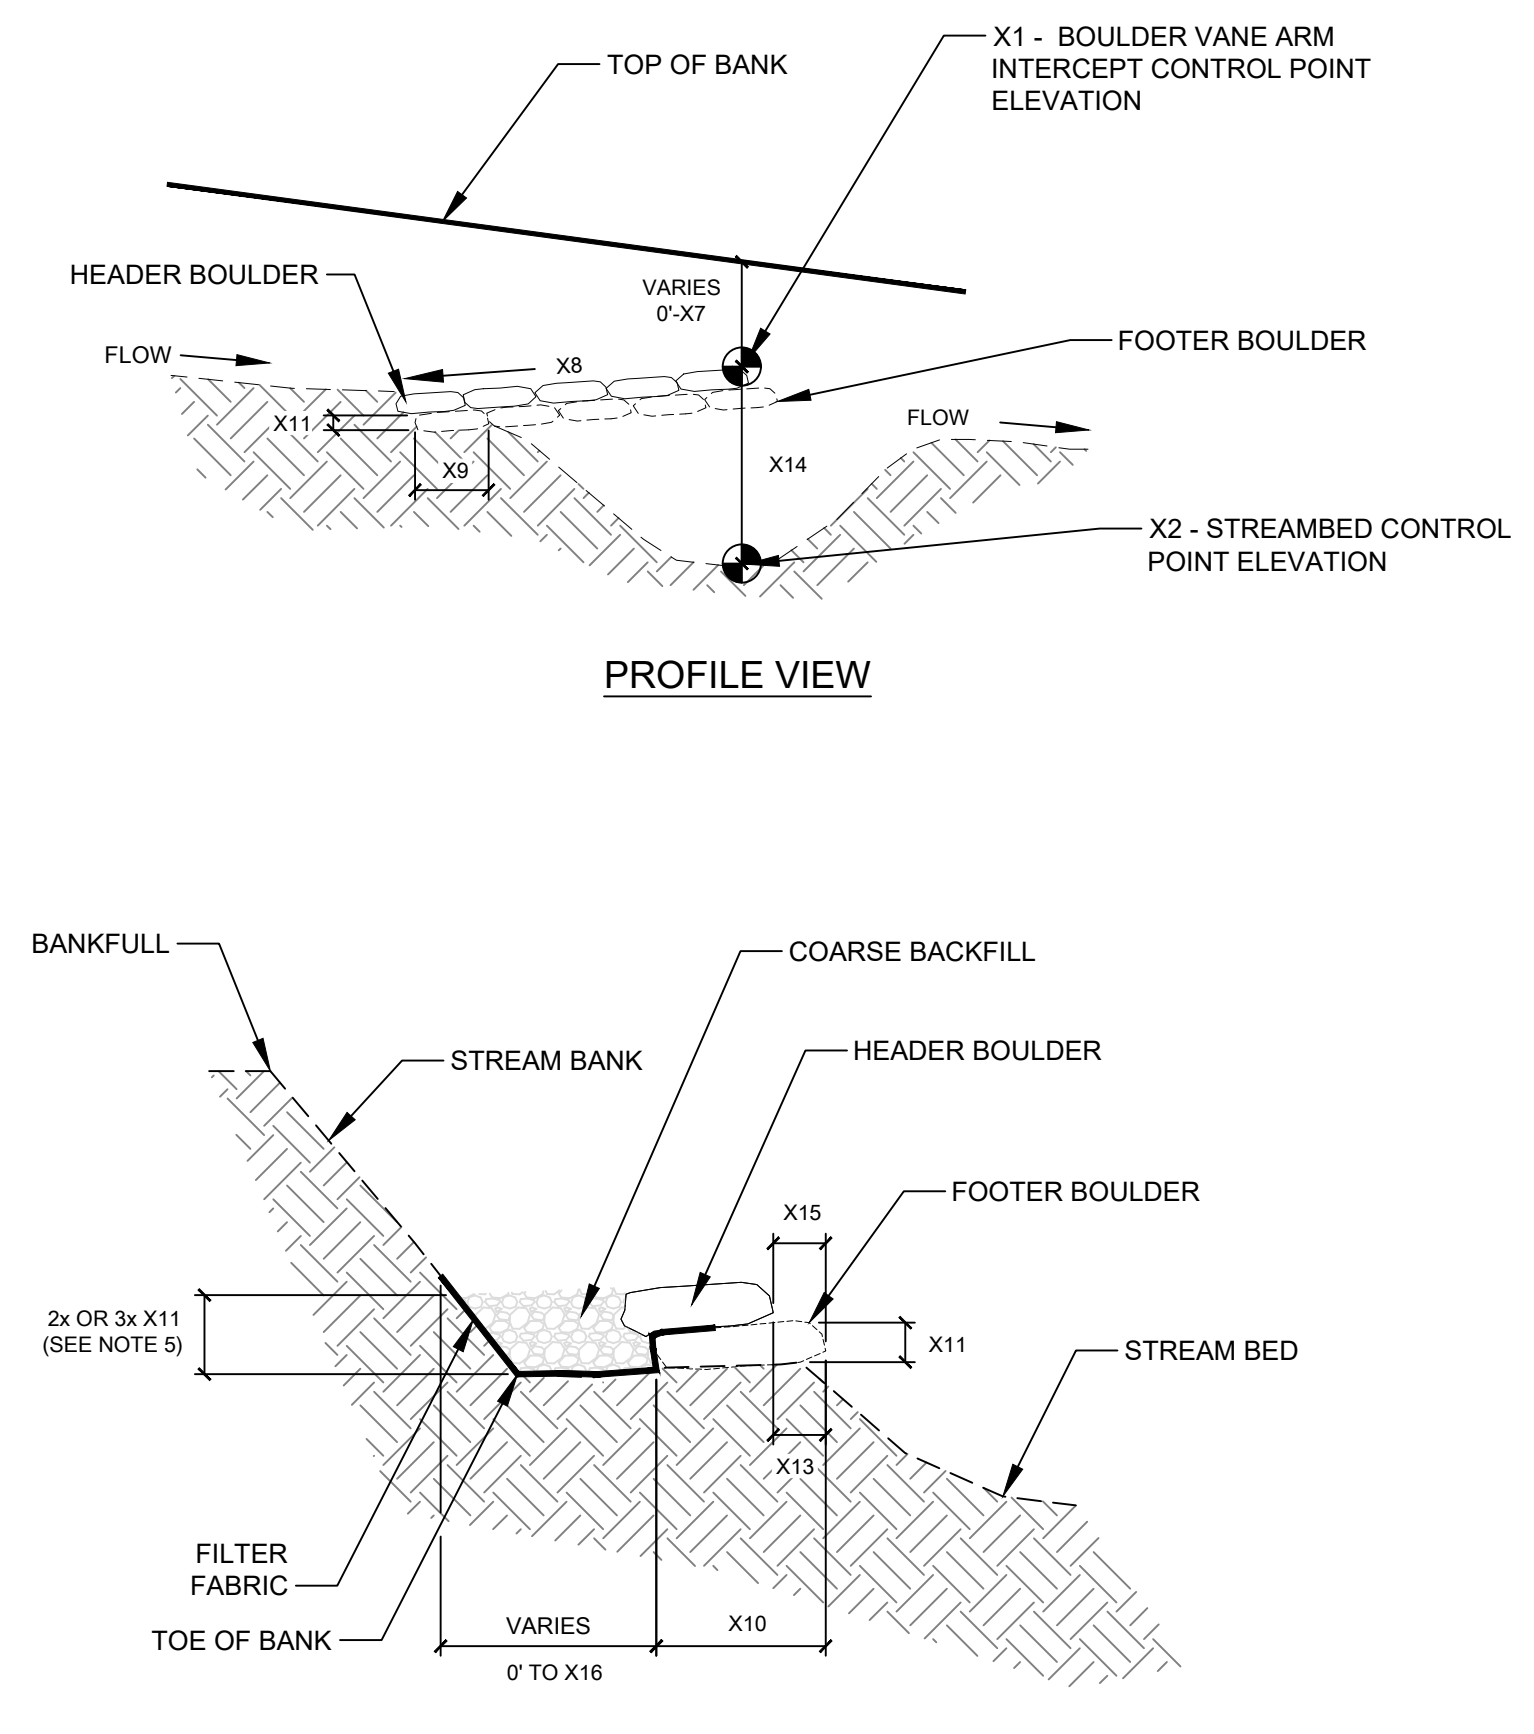 X1 - BOULDER VANE ARM
INTERCEPT CONTROL POINT
ELEVATION
TOP OF BANK
HEADER BOULDER
VARIES
0'-X7
FOOTER BOULDER
FLOW
X8
FLOW
X11
X9
X14
X2 - STREAMBED CONTROL
POINT ELEVATION
PROFILE VIEW
BANKFULL
COARSE BACKFILL
STREAM BANK
HEADER BOULDER
FOOTER BOULDER
X15
2x OR 3x X11
(SEE NOTE 5)
X11
STREAM BED
X13
FILTER
FABRIC
TOE OF BANK
VARIES
0' TO X16
X10